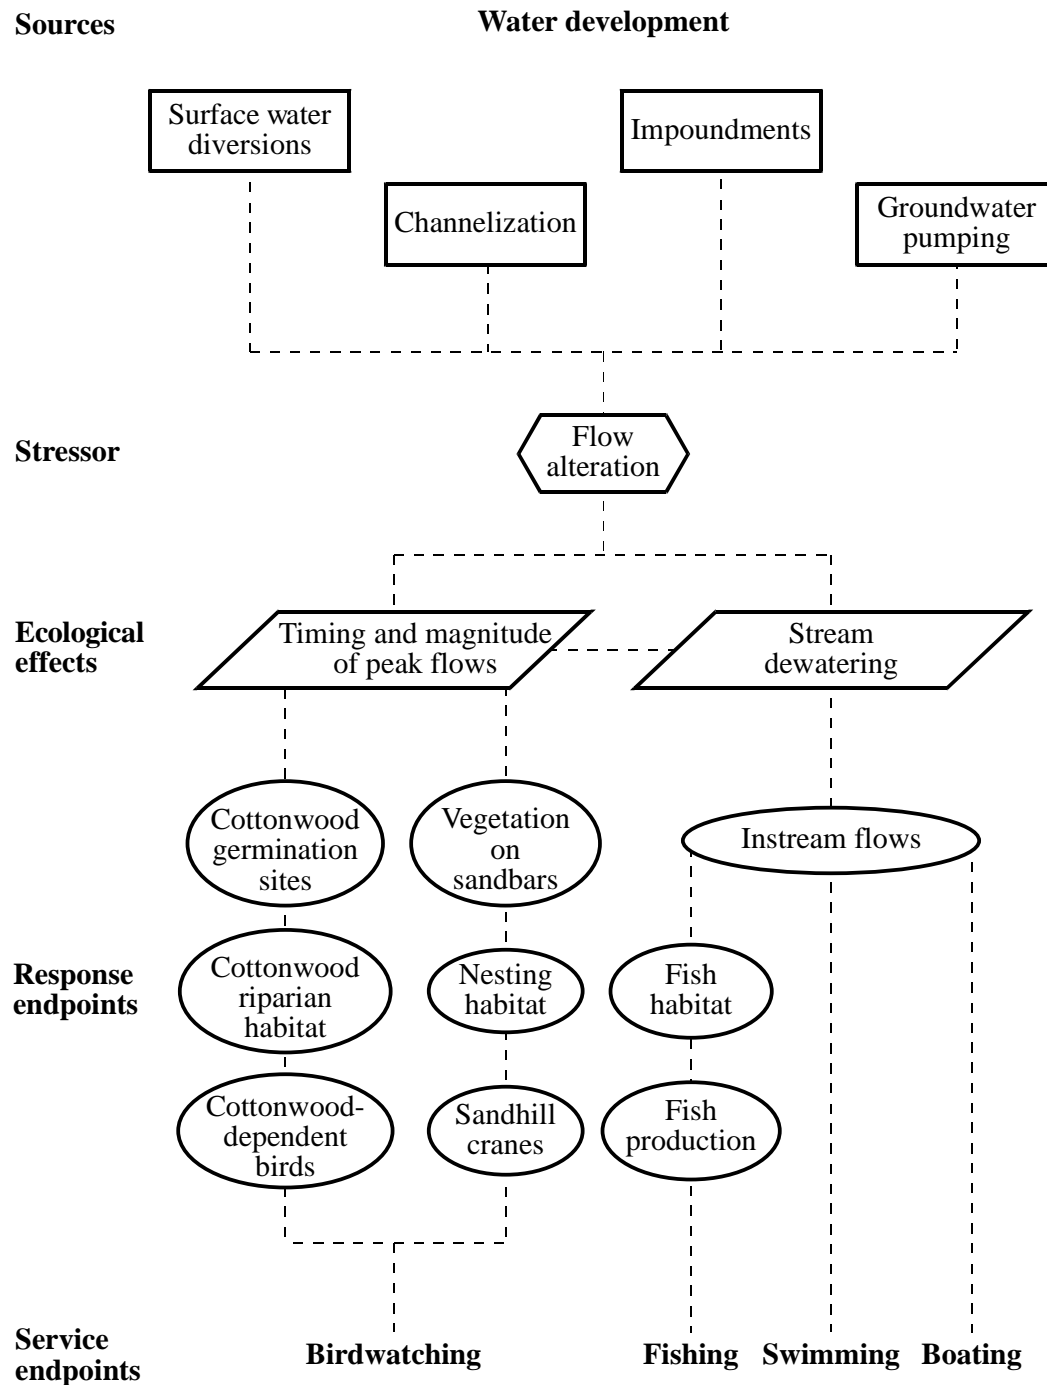 Sources
Water development
Surface water
diversions
Impoundments
Channelization
Groundwater
pumping
Stressor
Flow
alteration
Ecological
effects
Timing and magnitude
of peak flows
Stream
dewatering
Cottonwood
germination
sites
Vegetation
on
sandbars
Instream flows
Response
endpoints
Cottonwood
riparian
habitat
Nesting
habitat
Fish
habitat
Cottonwood-
dependent
birds
Sandhill
cranes
Fish
production
Service
endpoints
Birdwatching
Fishing
Swimming
Boating